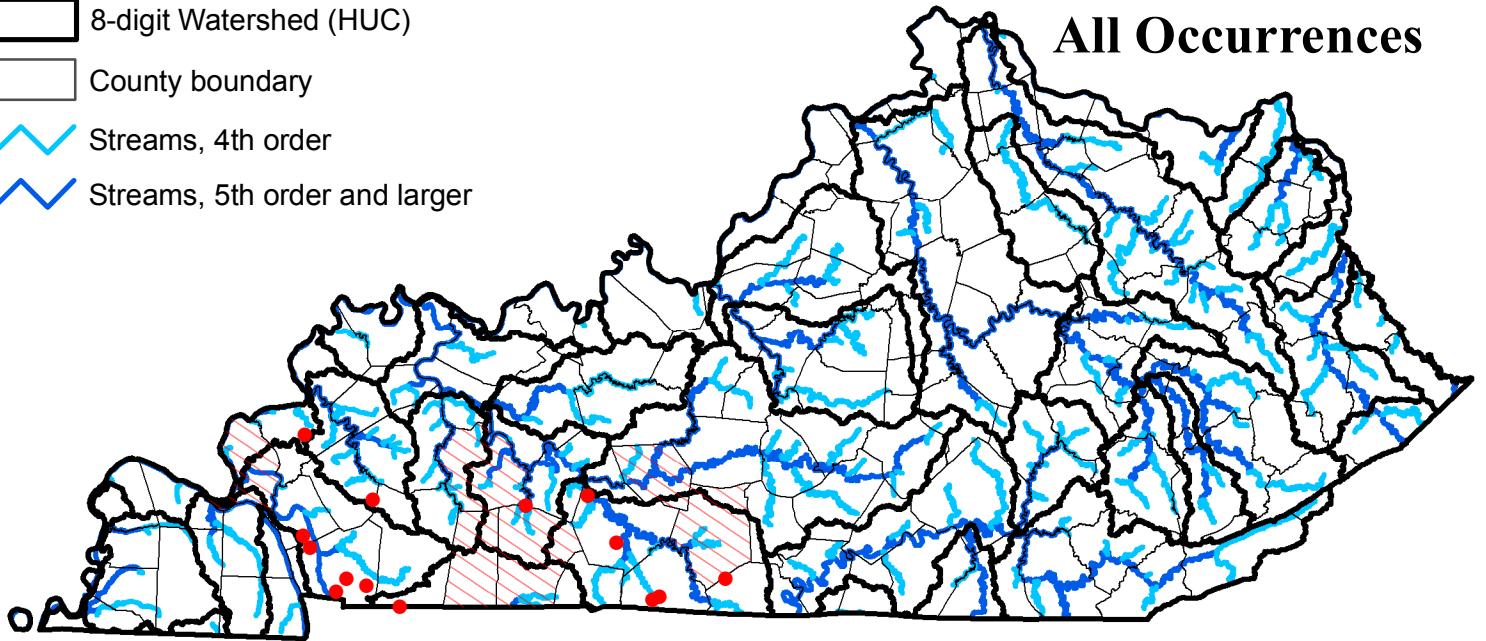 8-digit Watershed (HUC)
All Occurrences
County boundary
Streams, 4th order
Streams, 5th order and larger